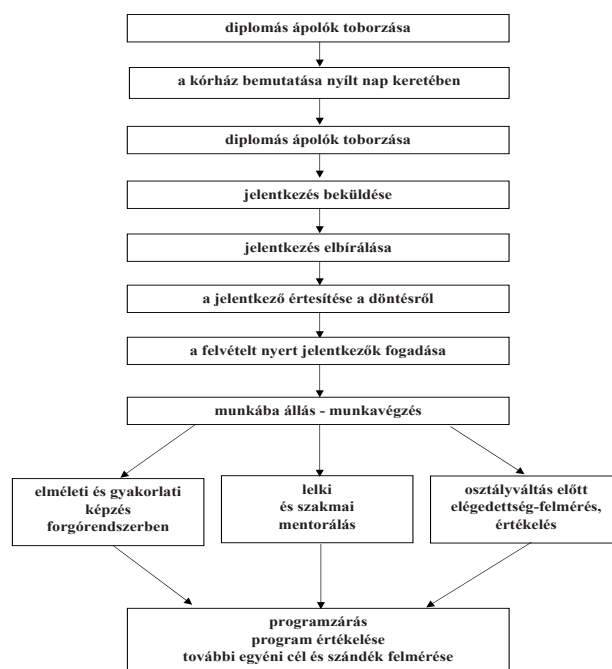 diplomás ápolók toborzása
a kórház bemutatása nyílt nap keretében
diplomás ápolók toborzása
jelentkezés beküldése
jelentkezés elbírálása
a jelentkező értesítése a döntésről
a felvételt nyert jelentkezők fogadása
munkába állás - munkavégzés
elméleti és gyakorlati
képzés
forgórendszerben
lelki
és szakmai
mentorálás
osztályváltás előtt
elégedettség-felmérés,
értékelés
programzárás
program értékelése
további egyéni cél és szándék felmérése